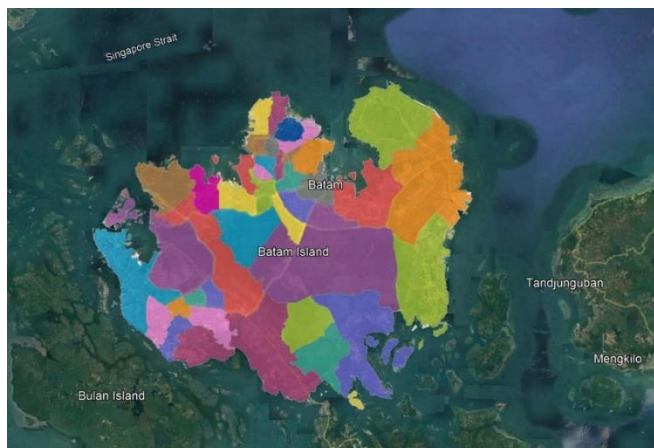 Singapore Strait
Batam
Batam Island
Tandjunguban
Mengkilo
Bulan Island